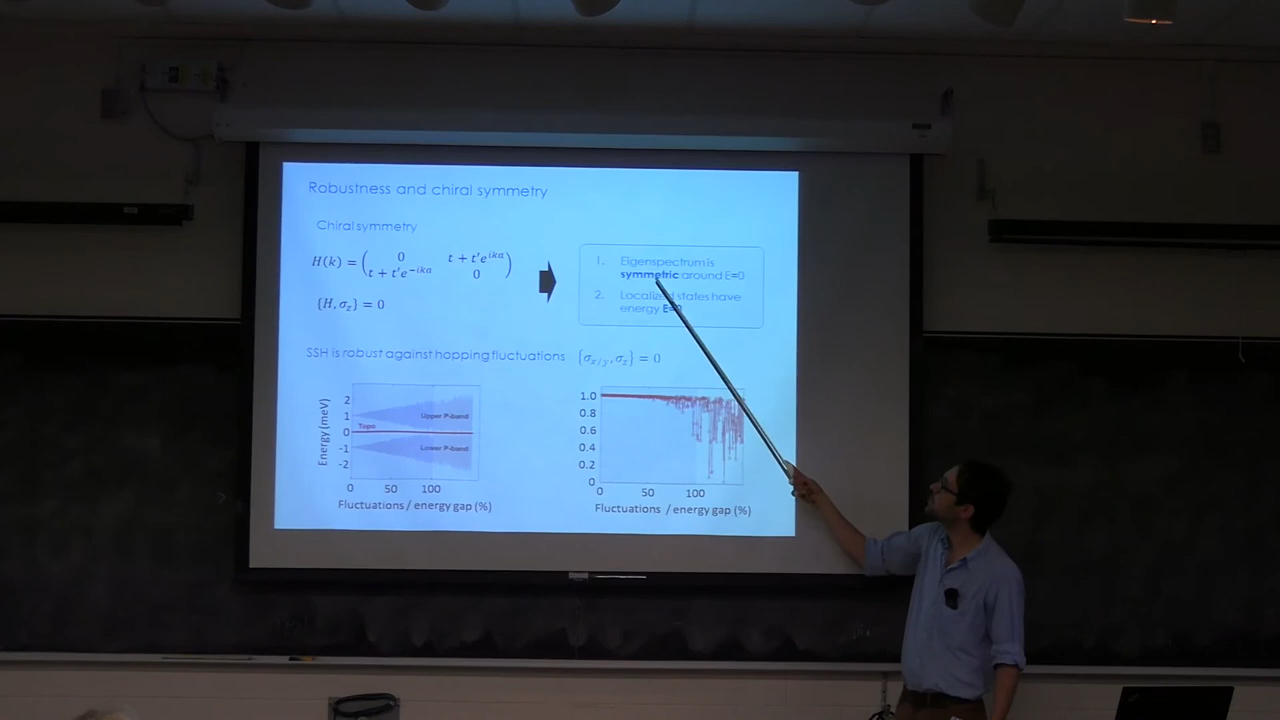 Robustness and chiral symmetry
Chiral symmetry
H(k) = ( 0 t + t'e^{ika}
t + t'e^{-ika} 0 )
{H, σ_z} = 0
1. Eigenspectrum is
symmetric around E=0
2. Localized states have
energy E=0
SSH is robust against hopping fluctuations {σ_{x/y}, σ_z} = 0
Energy (meV)
2
1
0
-1
-2
Upper P-band
Topo
Lower P-band
0 50 100
Fluctuations / energy gap (%)
1.0
0.8
0.6
0.4
0.2
0
0 50 100
Fluctuations / energy gap (%)